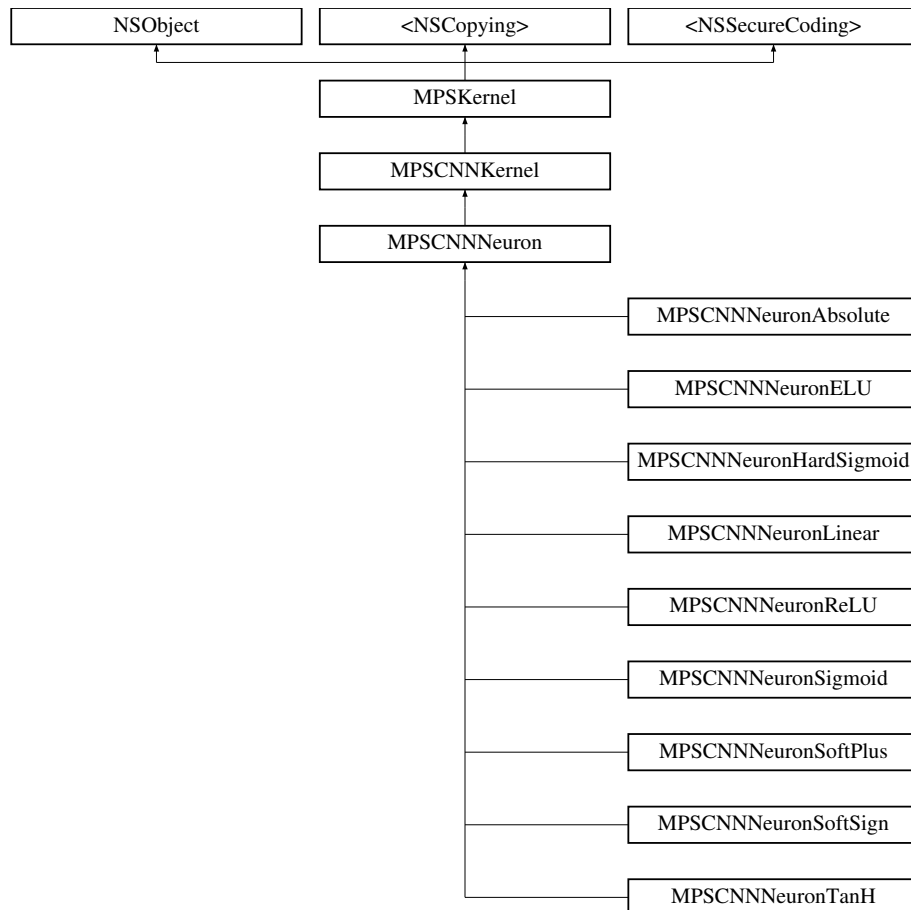 NSObject
<NSCopying>
<NSSecureCoding>
MPSKernel
MPSCNNKernel
MPSCNNNeuron
MPSCNNNeuronAbsolute
MPSCNNNeuronELU
MPSCNNNeuronHardSigmoid
MPSCNNNeuronLinear
MPSCNNNeuronReLU
MPSCNNNeuronSigmoid
MPSCNNNeuronSoftPlus
MPSCNNNeuronSoftSign
MPSCNNNeuronTanH